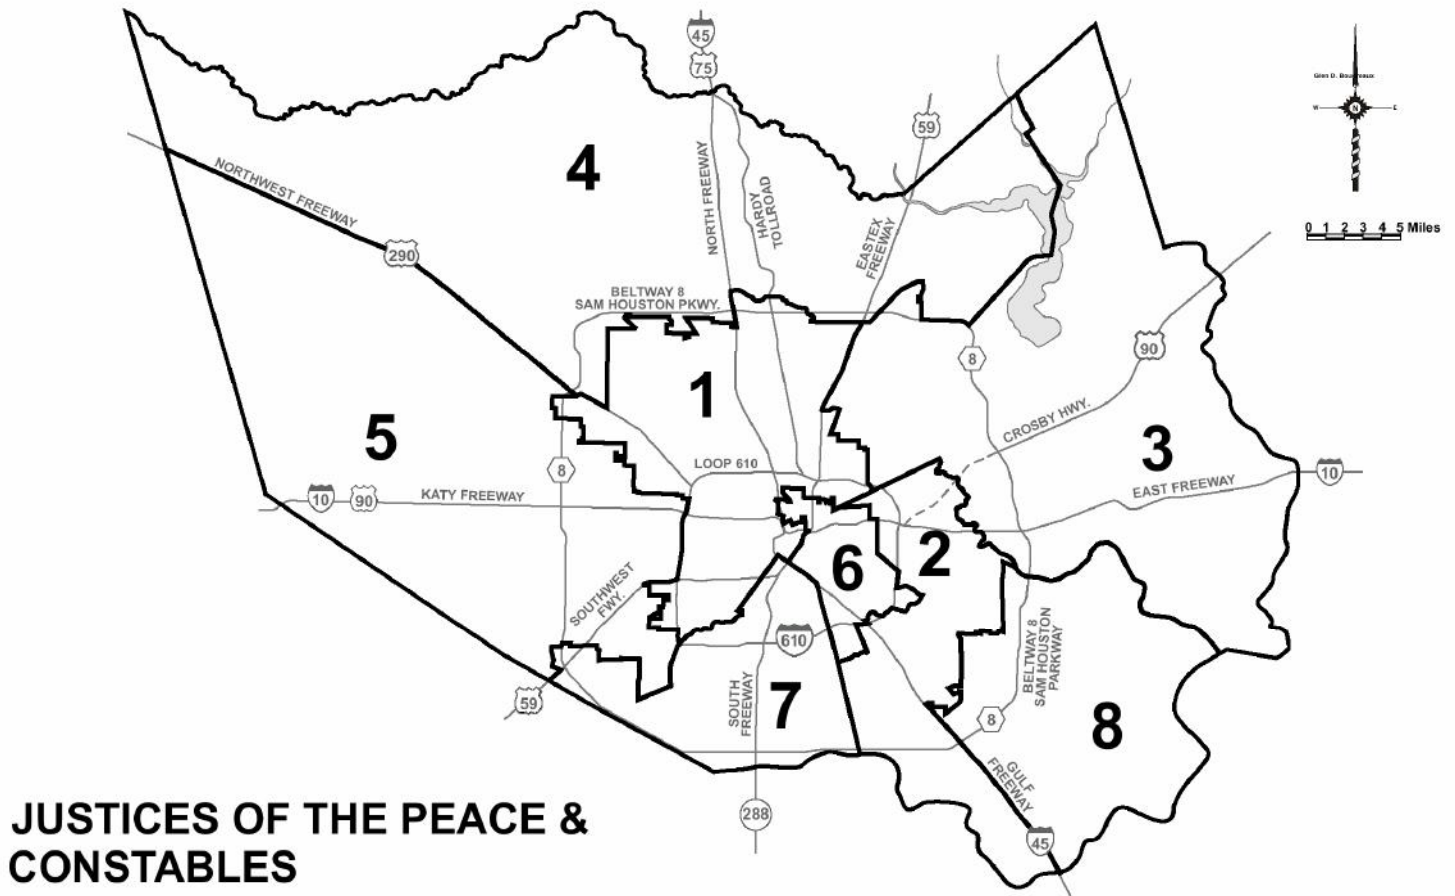 45
75
Glen D. Boudreaux
W
N
E
59
4
NORTHWEST FREEWAY
NORTH FREEWAY
HARDY
TOLLROAD
EASTEX
FREEWAY
0 1 2 3 4 5 Miles
290
BELTWAY 8
SAM HOUSTON PKWY.
90
8
1
CROSBY HWY.
5
3
8
LOOP 610
10
EAST FREEWAY
10
90
KATY FREEWAY
6
2
SOUTHWEST
FWY.
610
BELTWAY 8
SAM HOUSTON
PARKWAY
59
SOUTH
FREEWAY
7
8
8
GULF
FREEWAY
288
45
JUSTICES OF THE PEACE &
CONSTABLES